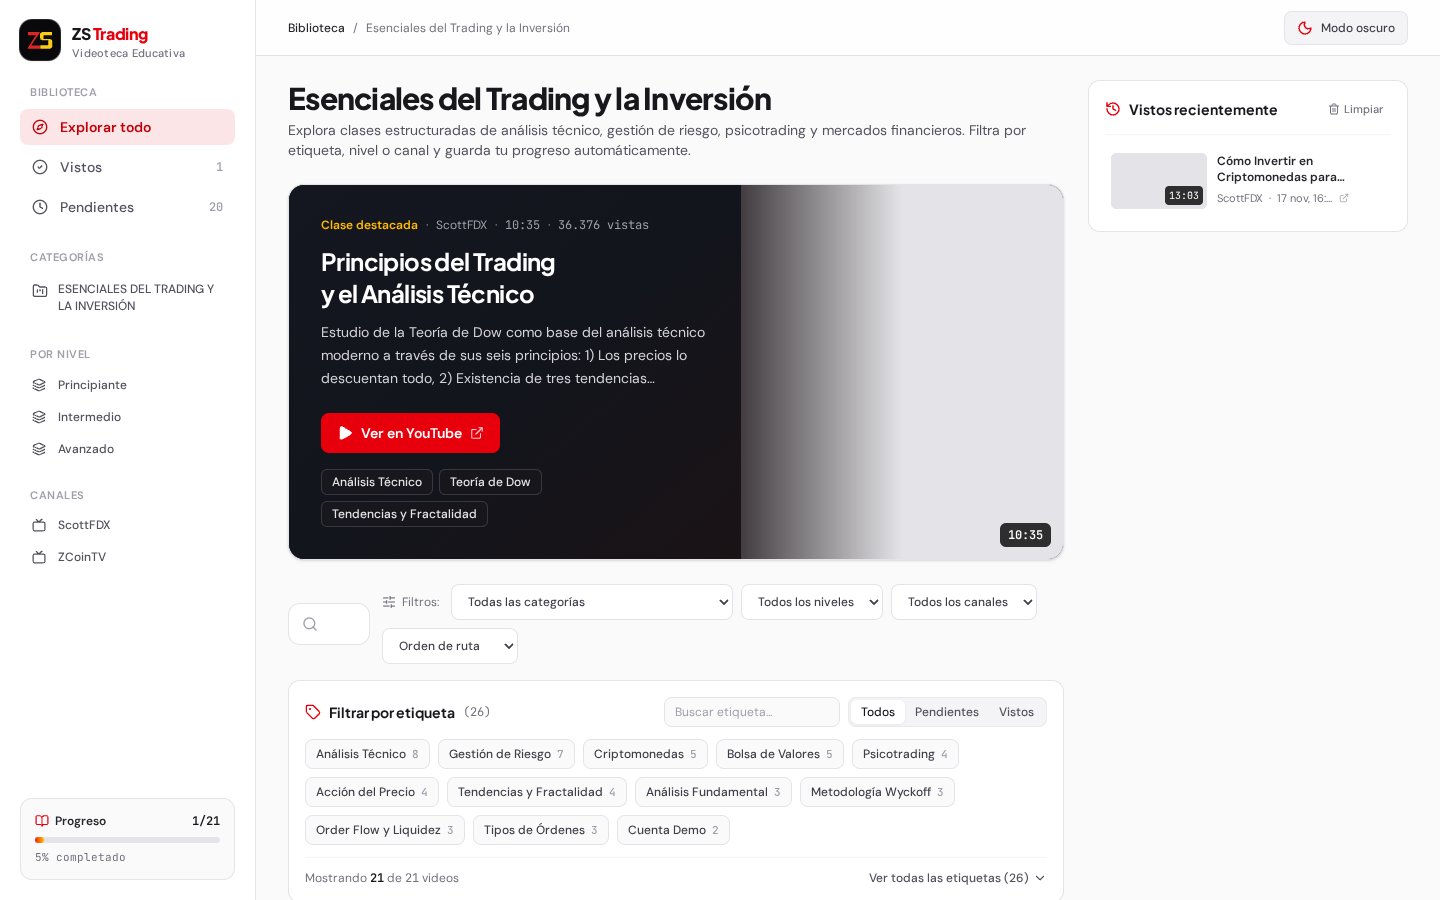 ZS
ZS Trading
Videoteca Educativa
BIBLIOTECA
Explorar todo
Vistos 1
Pendientes 20
CATEGORÍAS
ESENCIALES DEL TRADING Y
LA INVERSIÓN
POR NIVEL
Principiante
Intermedio
Avanzado
CANALES
ScottFDX
ZCoinTV
Progreso 1/21
5% completado
Biblioteca / Esenciales del Trading y la Inversión
Modo oscuro
Esenciales del Trading y la Inversión
Explora clases estructuradas de análisis técnico, gestión de riesgo, psicotrading y mercados financieros. Filtra por
etiqueta, nivel o canal y guarda tu progreso automáticamente.
Clase destacada · ScottFDX · 10:35 · 36.376 vistas
Principios del Trading
y el Análisis Técnico
Estudio de la Teoría de Dow como base del análisis técnico
moderno a través de sus seis principios: 1) Los precios lo
descuentan todo, 2) Existencia de tres tendencias…
Ver en YouTube
Análisis Técnico Teoría de Dow
Tendencias y Fractalidad
10:35
Filtros: Todas las categorías Todos los niveles Todos los canales
Orden de ruta
Filtrar por etiqueta (26) Buscar etiqueta… Todos Pendientes Vistos
Análisis Técnico 8 Gestión de Riesgo 7 Criptomonedas 5 Bolsa de Valores 5 Psicotrading 4
Acción del Precio 4 Tendencias y Fractalidad 4 Análisis Fundamental 3 Metodología Wyckoff 3
Order Flow y Liquidez 3 Tipos de Órdenes 3 Cuenta Demo 2
Mostrando 21 de 21 videos Ver todas las etiquetas (26)
Vistos recientemente Limpiar
13:03
Cómo Invertir en
Criptomonedas para…
ScottFDX · 17 nov, 16:…